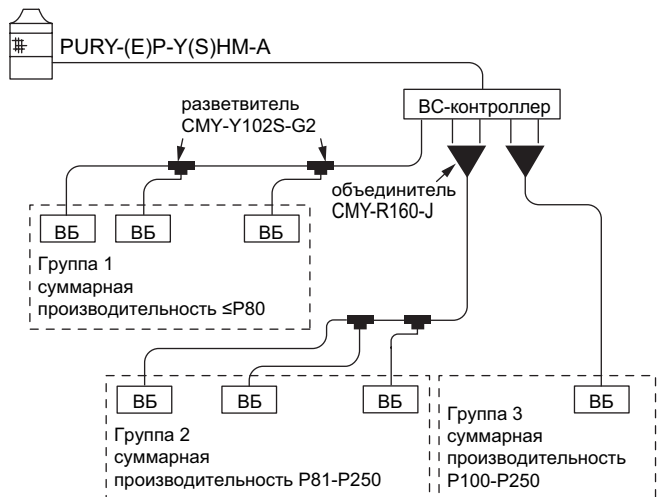 PURY-(E)P-Y(S)HM-A
ВС-контроллер
разветвитель
CMY-Y102S-G2
объединитель
CMY-R160-J
ВБ
ВБ
ВБ
Группа 1
суммарная
производительность ≤P80
ВБ
ВБ
ВБ
Группа 2
суммарная
производительность P81-P250
ВБ
Группа 3
суммарная
производительность
P100-P250